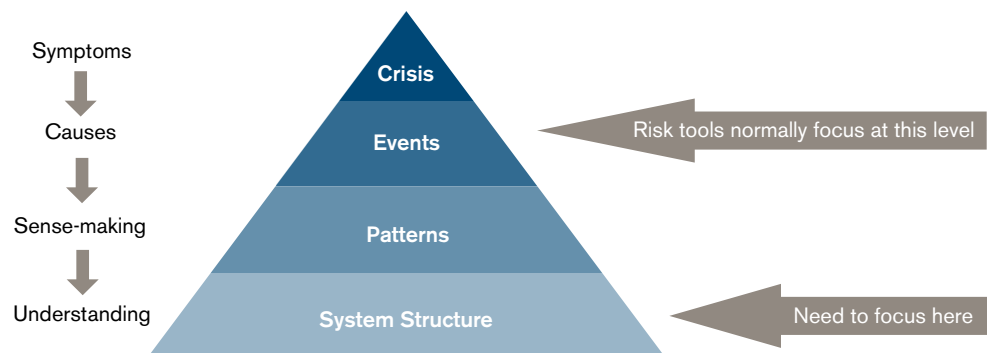 Symptoms
Crisis
Causes
Events
Risk tools normally focus at this level
Sense-making
Patterns
Understanding
System Structure
Need to focus here